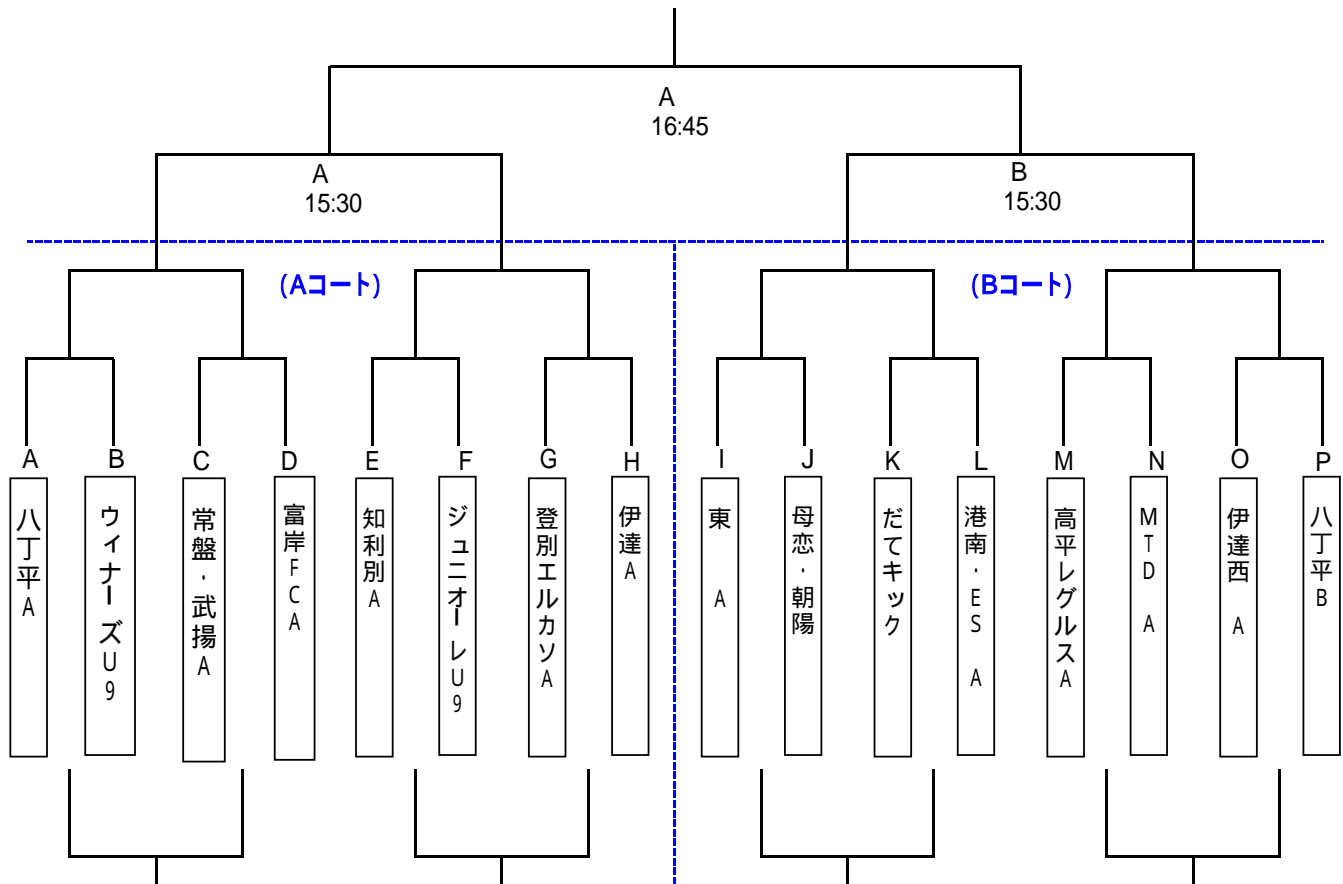 A
16:45
A
15:30
B
15:30
(Aコート)
(Bコート)
A
B
C
D
E
F
G
H
I
J
K
L
M
N
O
P
八丁平A
ウィナーズU9
常盤・武揚A
富岸FCA
知利別A
ジュニオーレU9
登別エルカソA
伊達A
東 A
母恋・朝陽
だてキック
港南・ES A
高平レグルスA
MTD A
伊達西 A
八丁平B